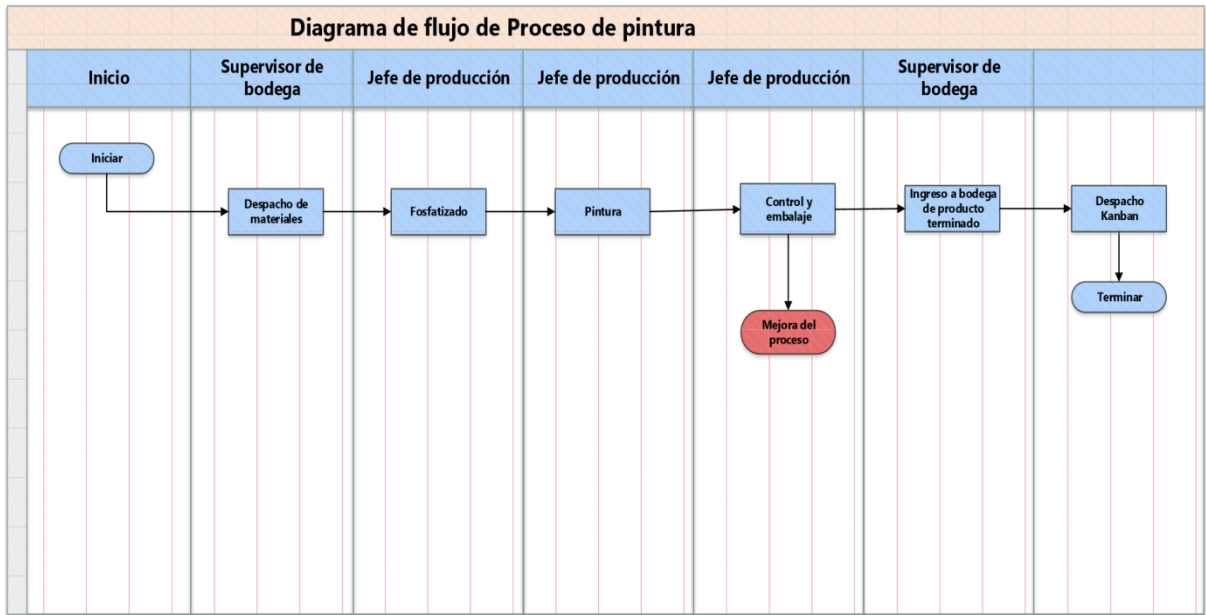 Diagrama de flujo de Proceso de pintura
Inicio
Supervisor de
bodega
Jefe de producción
Jefe de producción
Jefe de producción
Supervisor de
bodega
Iniciar
Despacho de
materiales
Fosfatizado
Pintura
Control y
embalaje
Ingreso a bodega
de producto
terminado
Despacho
Kanban
Mejora del
proceso
Terminar